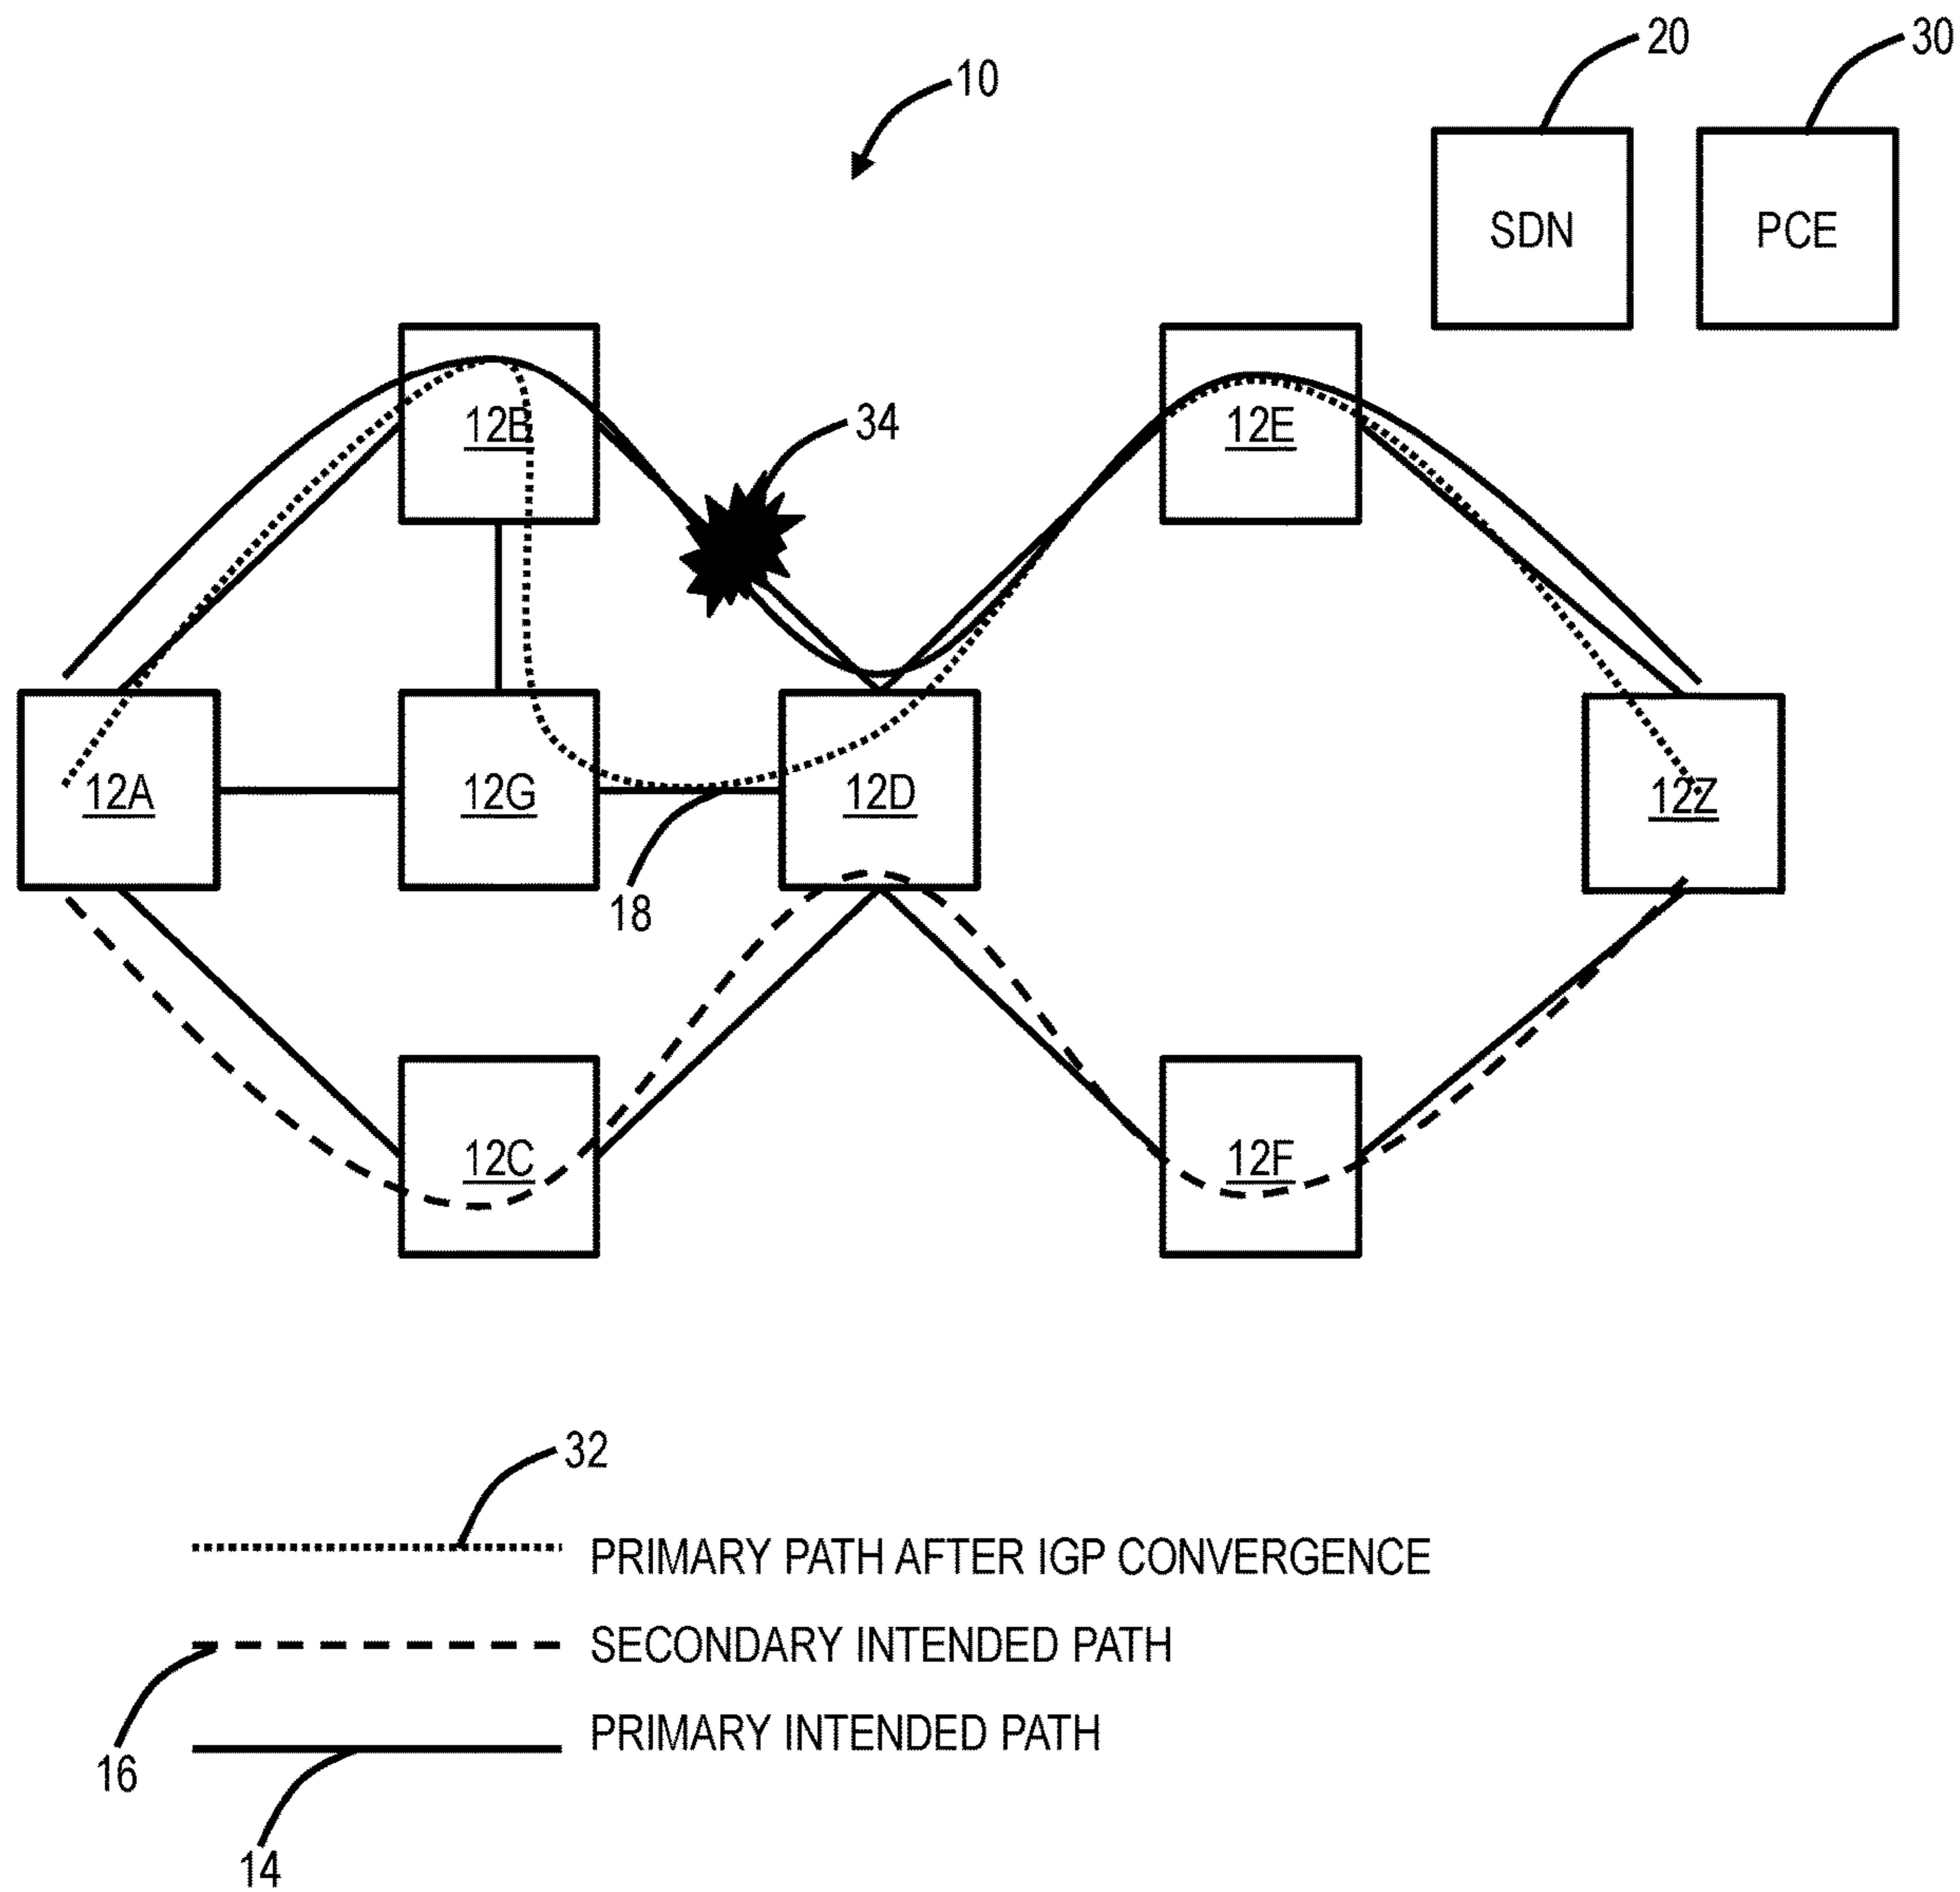 20
30
10
SDN
PCE
34
12B
12E
12A
12G
12D
12Z
18
12C
12F
32
PRIMARY PATH AFTER IGP CONVERGENCE
SECONDARY INTENDED PATH
PRIMARY INTENDED PATH
16
14